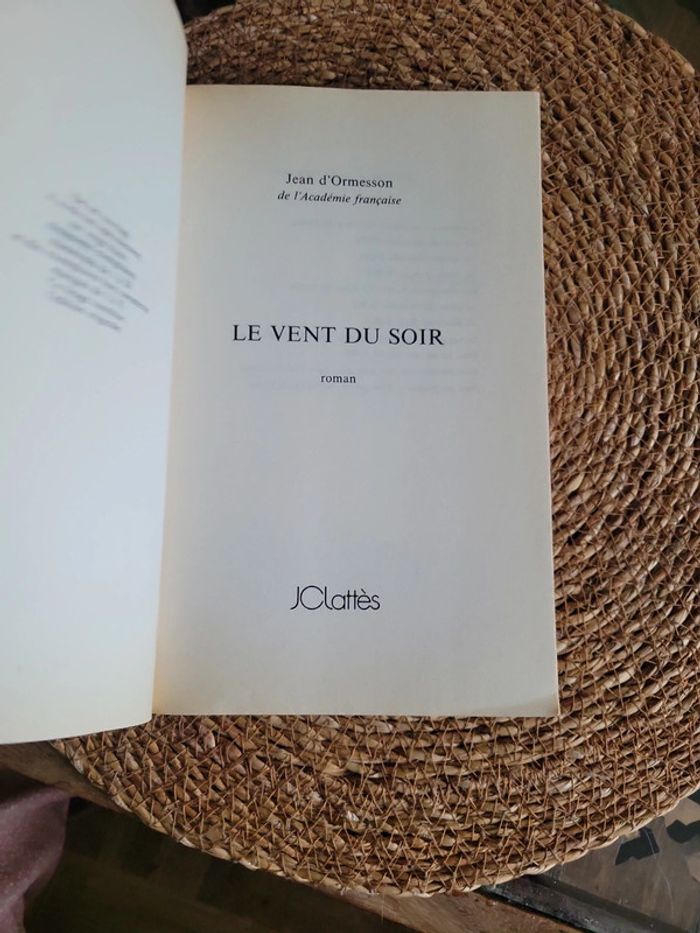 Jean d'Ormesson
de l'Académie française
LE VENT DU SOIR
roman
JCLattès